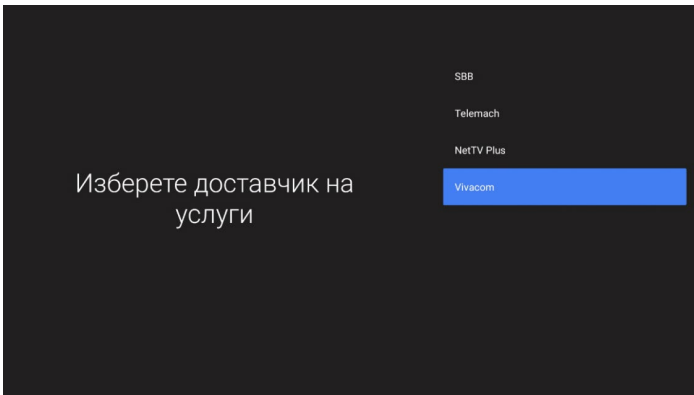 Изберете доставчик на
услуги
SBB
Telemach
NetTV Plus
Vivacom